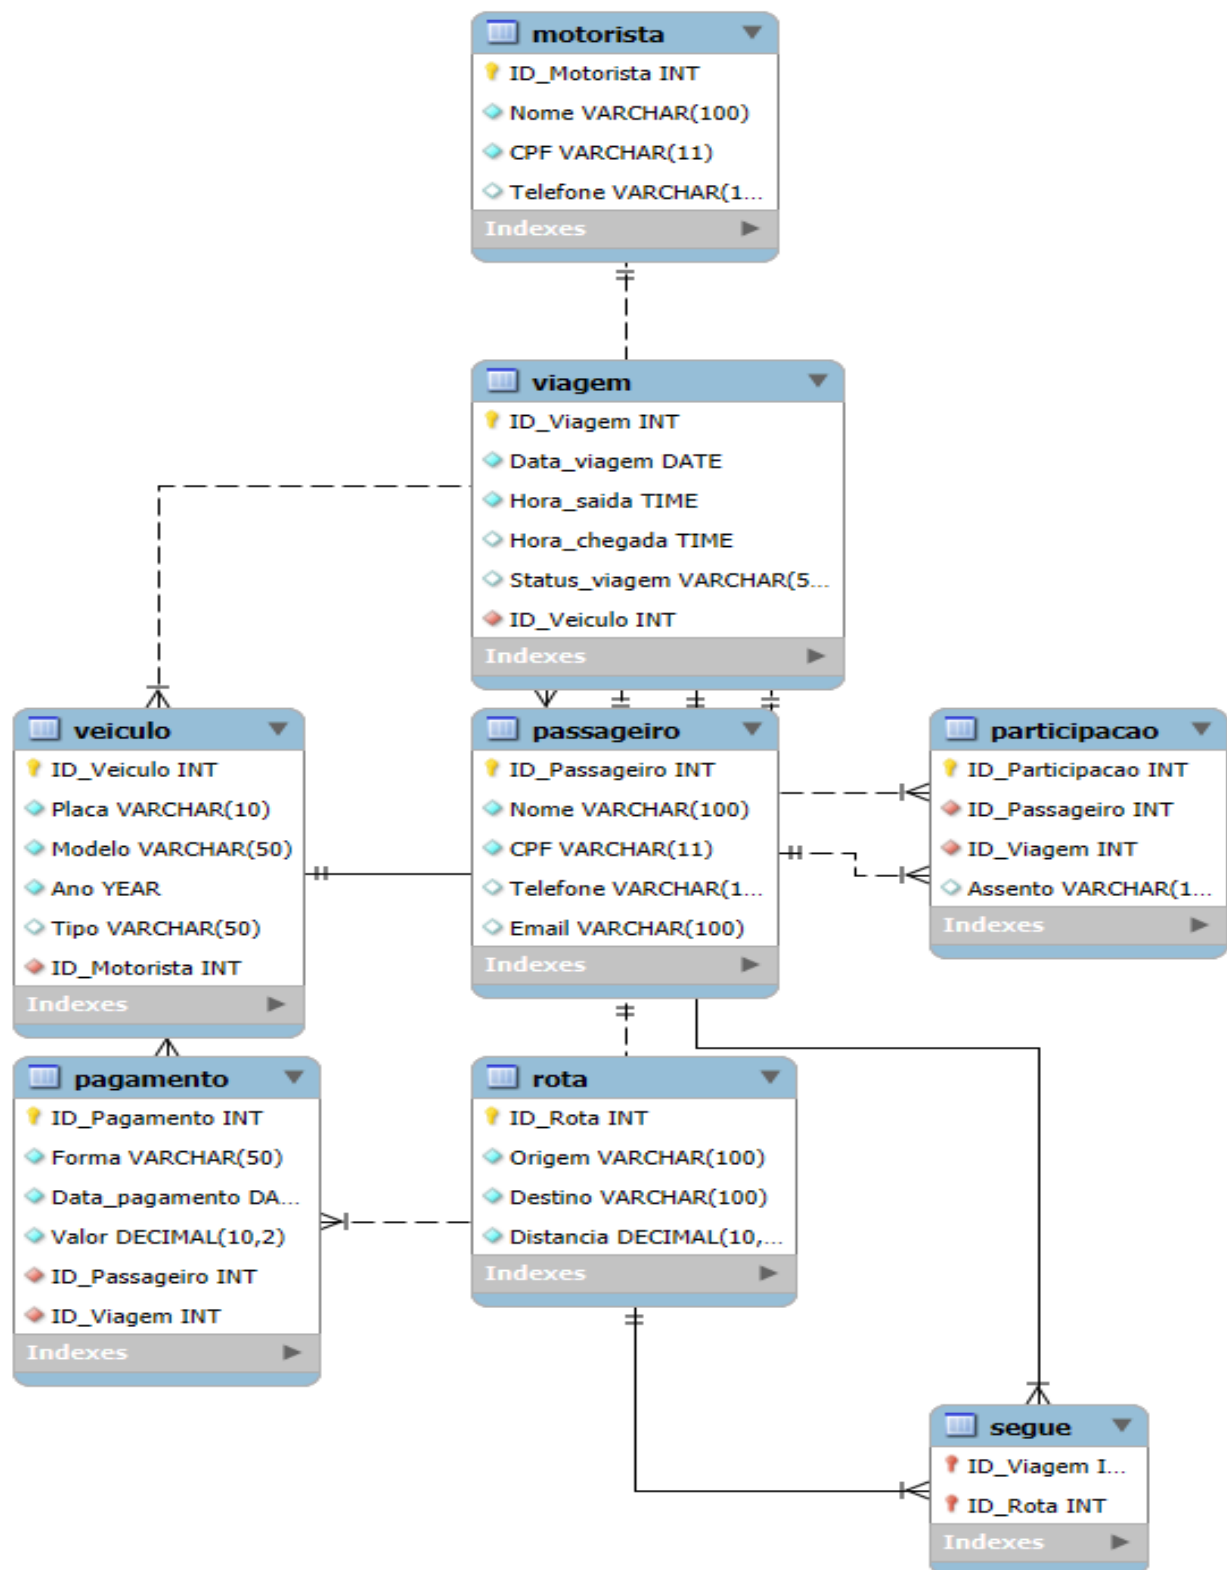 motorista
ID_Motorista INT
Nome VARCHAR(100)
CPF VARCHAR(11)
Telefone VARCHAR(1...
Indexes
viagem
ID_Viagem INT
Data_viagem DATE
Hora_saida TIME
Hora_chegada TIME
Status_viagem VARCHAR(5...
ID_Veiculo INT
Indexes
veiculo
ID_Veiculo INT
Placa VARCHAR(10)
Modelo VARCHAR(50)
Ano YEAR
Tipo VARCHAR(50)
ID_Motorista INT
Indexes
passageiro
ID_Passageiro INT
Nome VARCHAR(100)
CPF VARCHAR(11)
Telefone VARCHAR(1...
Email VARCHAR(100)
Indexes
participacao
ID_Participacao INT
ID_Passageiro INT
ID_Viagem INT
Assento VARCHAR(1...
Indexes
pagamento
ID_Pagamento INT
Forma VARCHAR(50)
Data_pagamento DA...
Valor DECIMAL(10,2)
ID_Passageiro INT
ID_Viagem INT
Indexes
rota
ID_Rota INT
Origem VARCHAR(100)
Destino VARCHAR(100)
Distancia DECIMAL(10,...
Indexes
segue
ID_Viagem I...
ID_Rota INT
Indexes